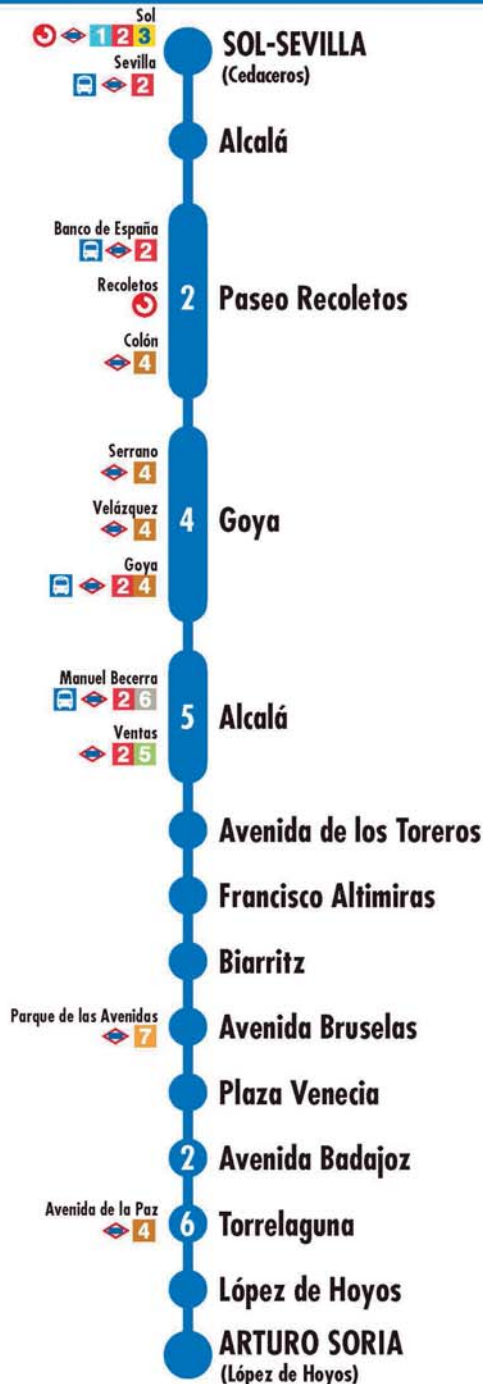 Sol
1 2 3
SOL-SEVILLA
(Cedaceros)
Sevilla
2
Alcalá
Banco de España
2
Recoletos
2
Paseo Recoletos
Colón
4
Serrano
4
Velázquez
4
4
Goya
Goya
2 4
Manuel Becerra
2 6
5
Alcalá
Ventas
2 5
Avenida de los Toreros
Francisco Altimiras
Biarritz
Parque de las Avenidas
7
Avenida Bruselas
Plaza Venecia
2
Avenida Badajoz
Avenida de la Paz
4
6
Torrelaguna
López de Hoyos
ARTURO SORIA
(López de Hoyos)